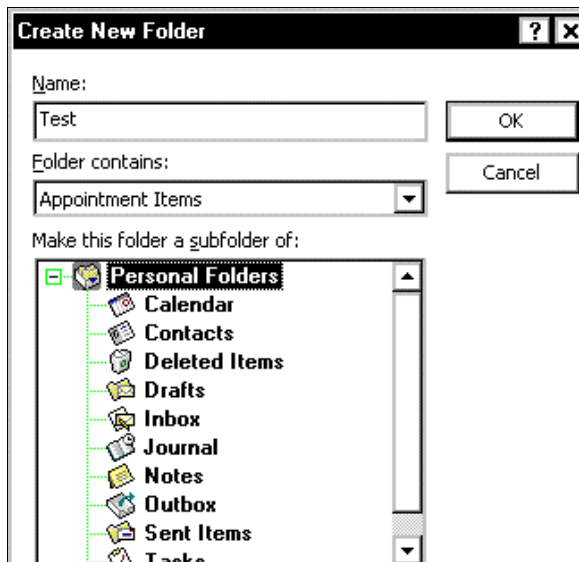 Create New Folder
Name:
Test
OK
Folder contains:
Cancel
Appointment Items
Make this folder a subfolder of:
Personal Folders
Calendar
Contacts
Deleted Items
Drafts
Inbox
Journal
Notes
Outbox
Sent Items
Tasks